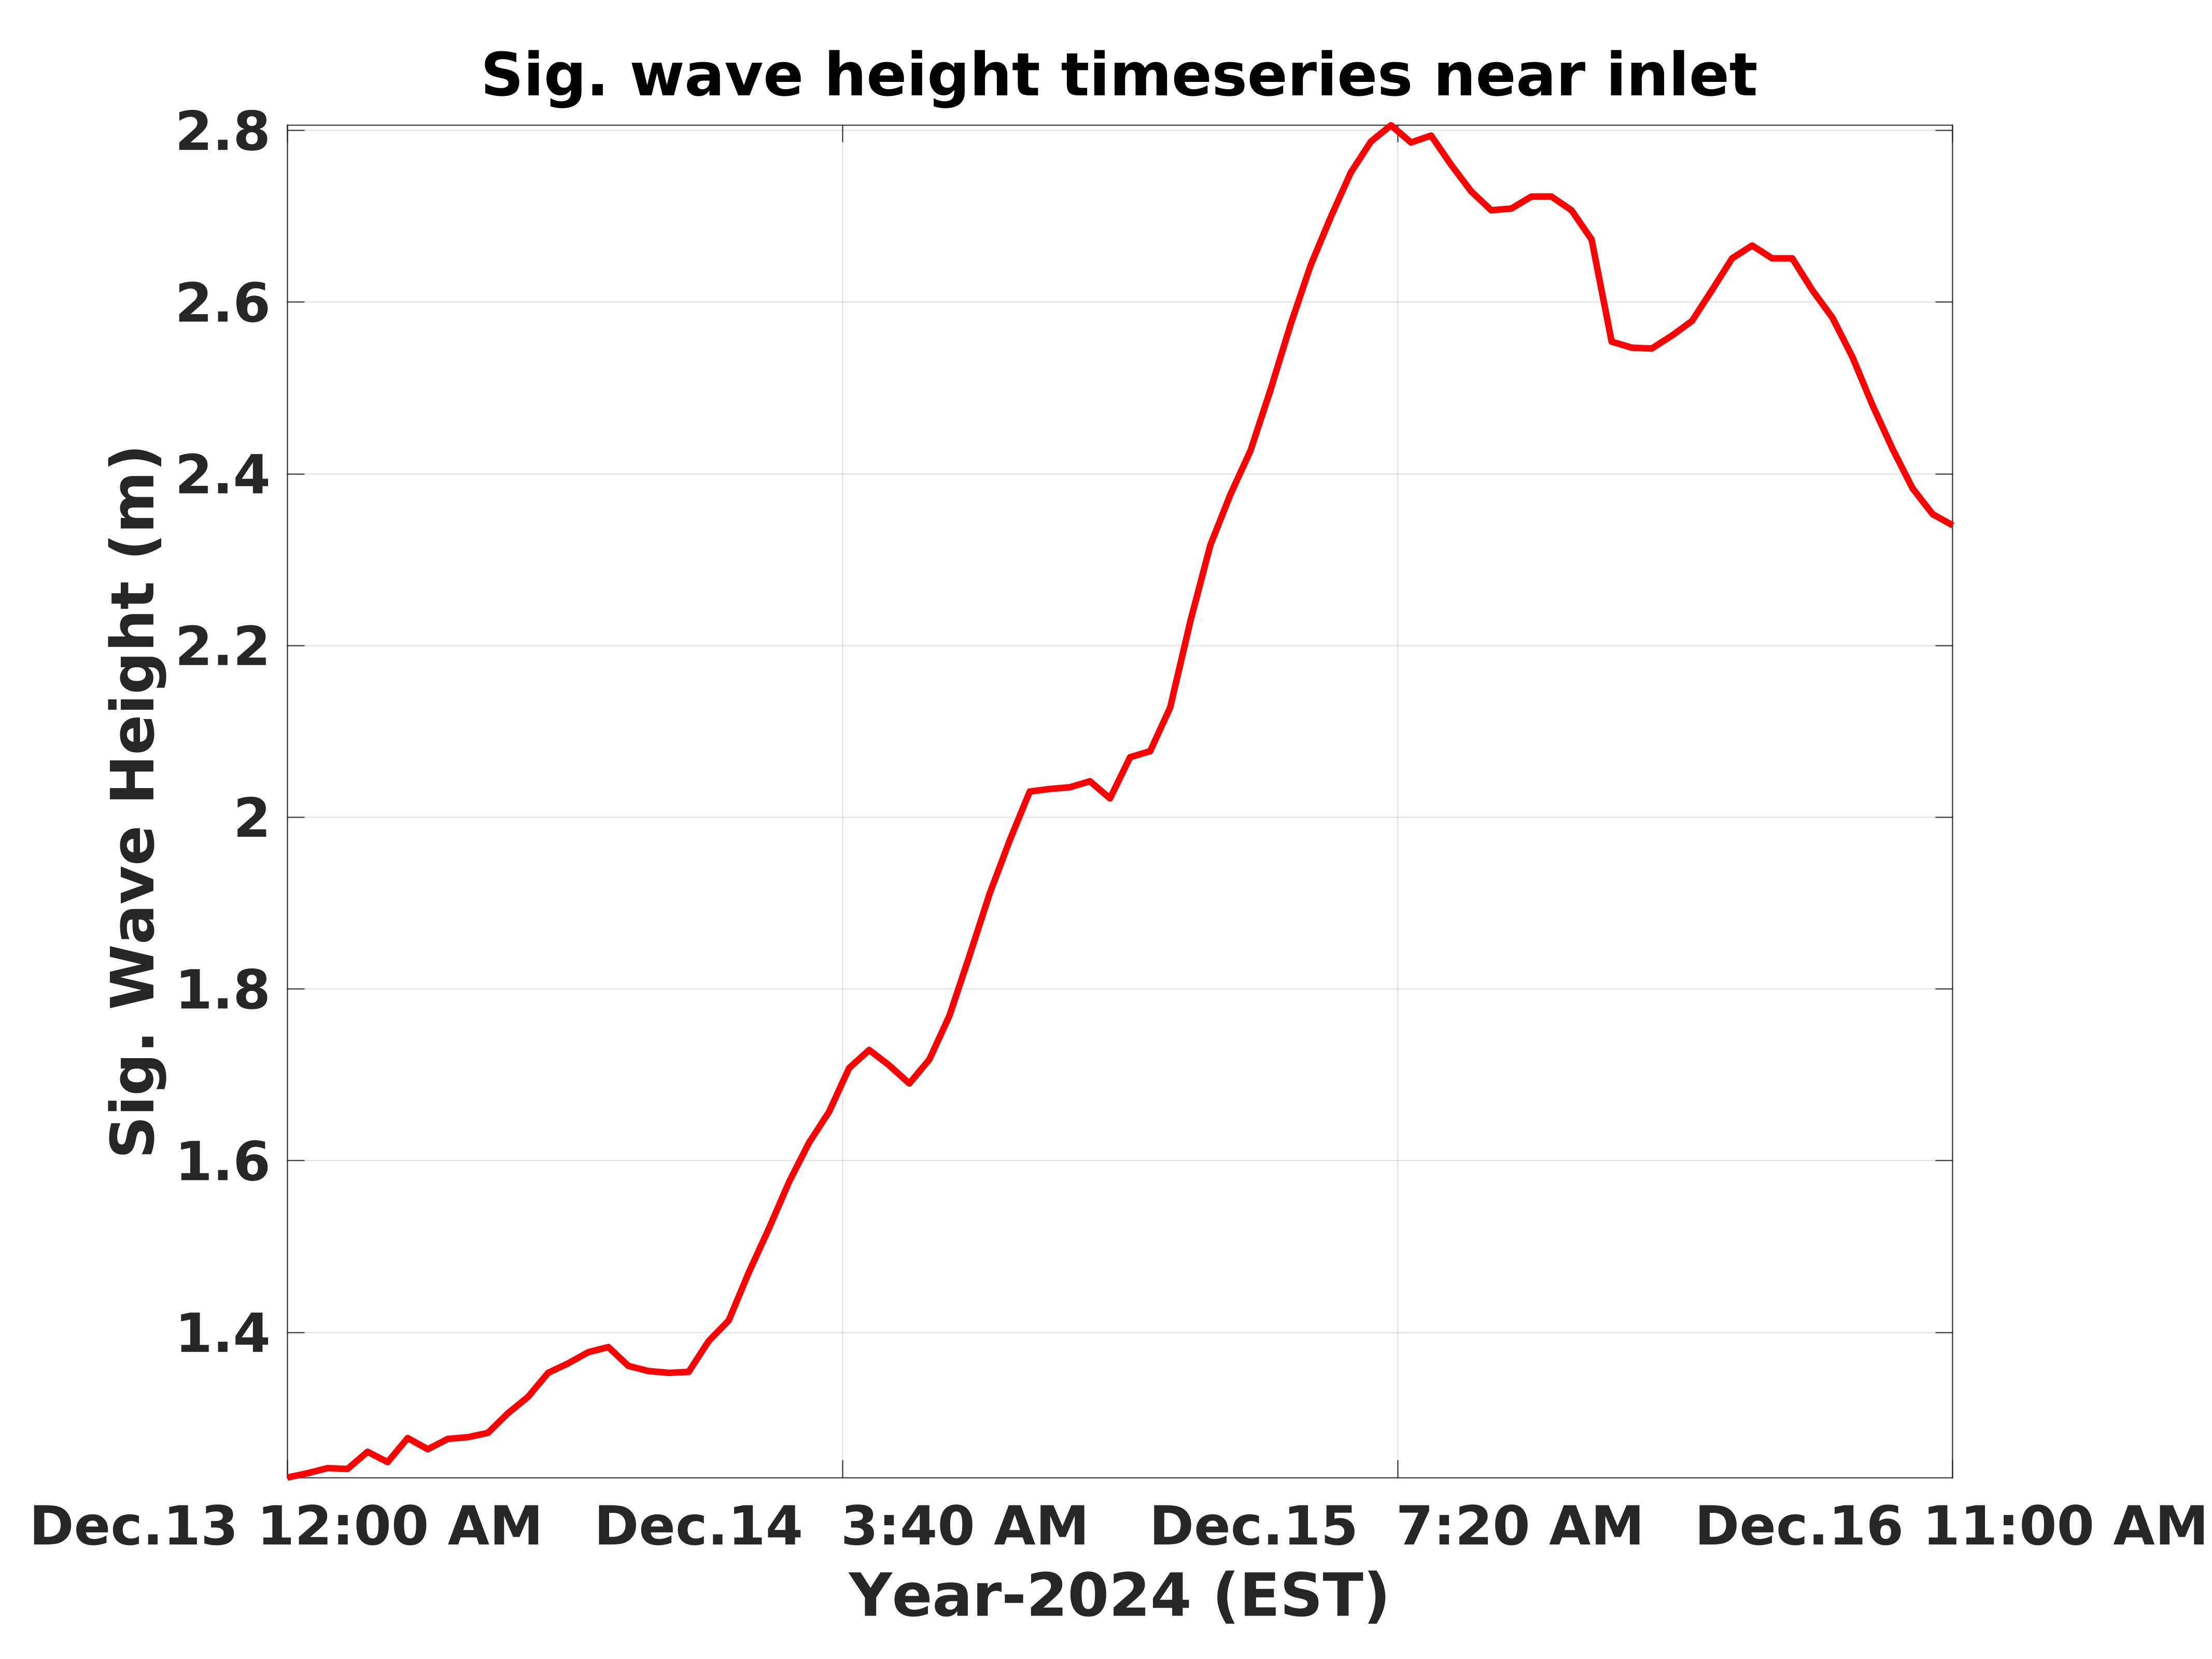 Sig. wave height timeseries near inlet
Sig. Wave Height (m)
2.8
2.6
2.4
2.2
2
1.8
1.6
1.4
Dec.13 12:00 AM Dec.14 3:40 AM Dec.15 7:20 AM Dec.16 11:00 AM
Year-2024 (EST)